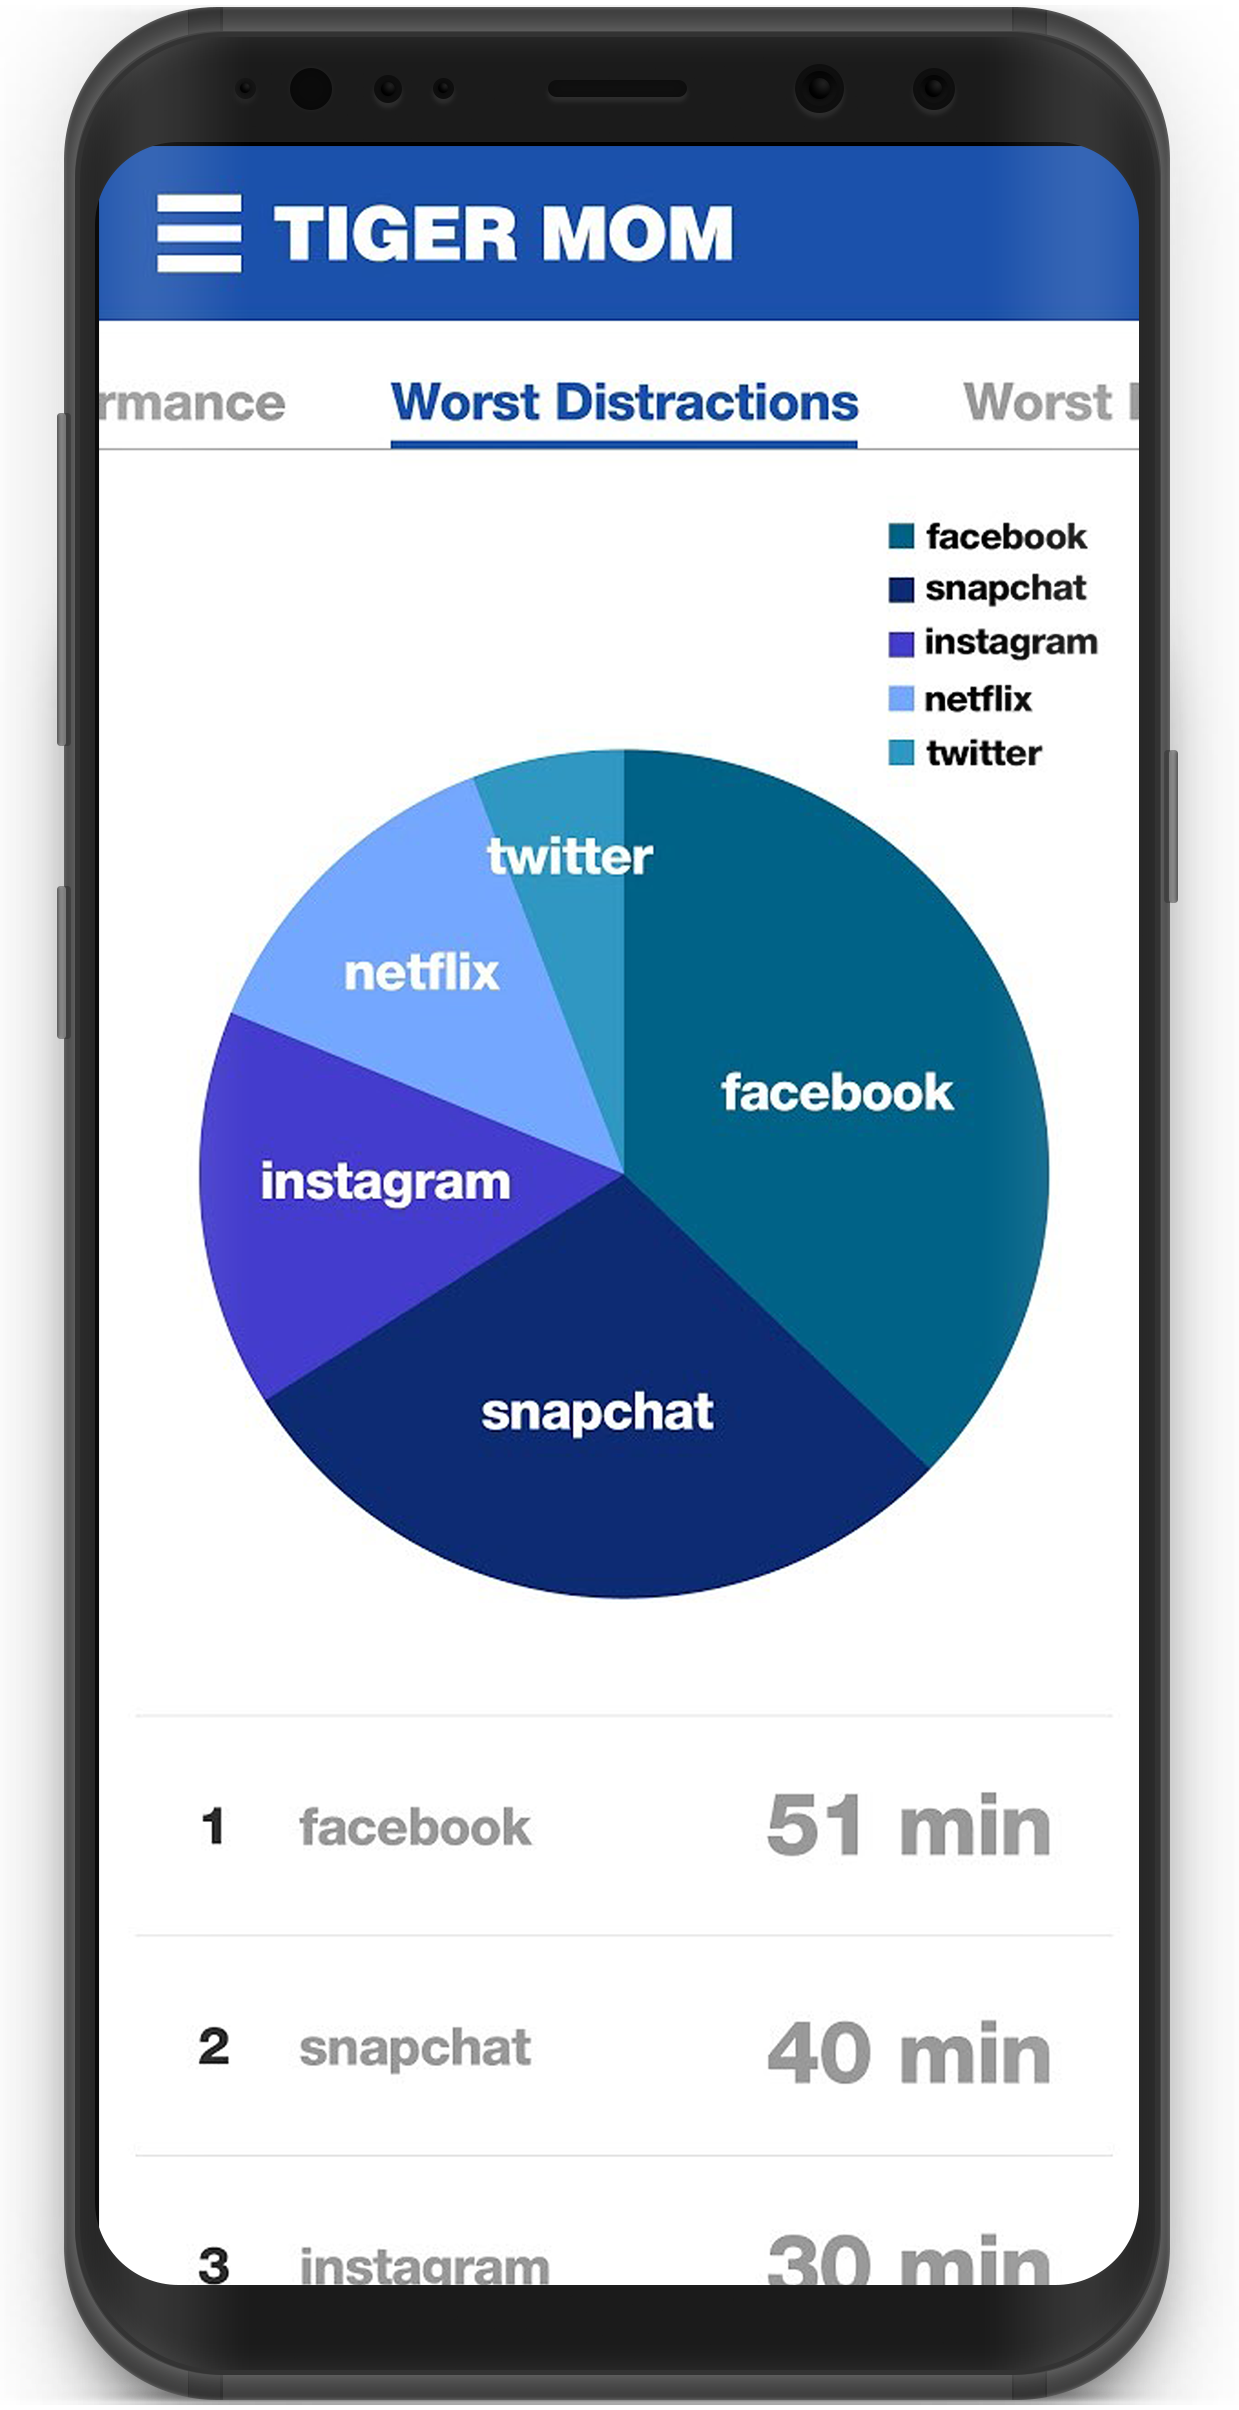 TIGER MOM
rmance Worst Distractions Worst
facebook
snapchat
instagram
netflix
twitter
twitter
netflix
facebook
instagram
snapchat
1 facebook 51 min
2 snapchat 40 min
3 instagram 30 min